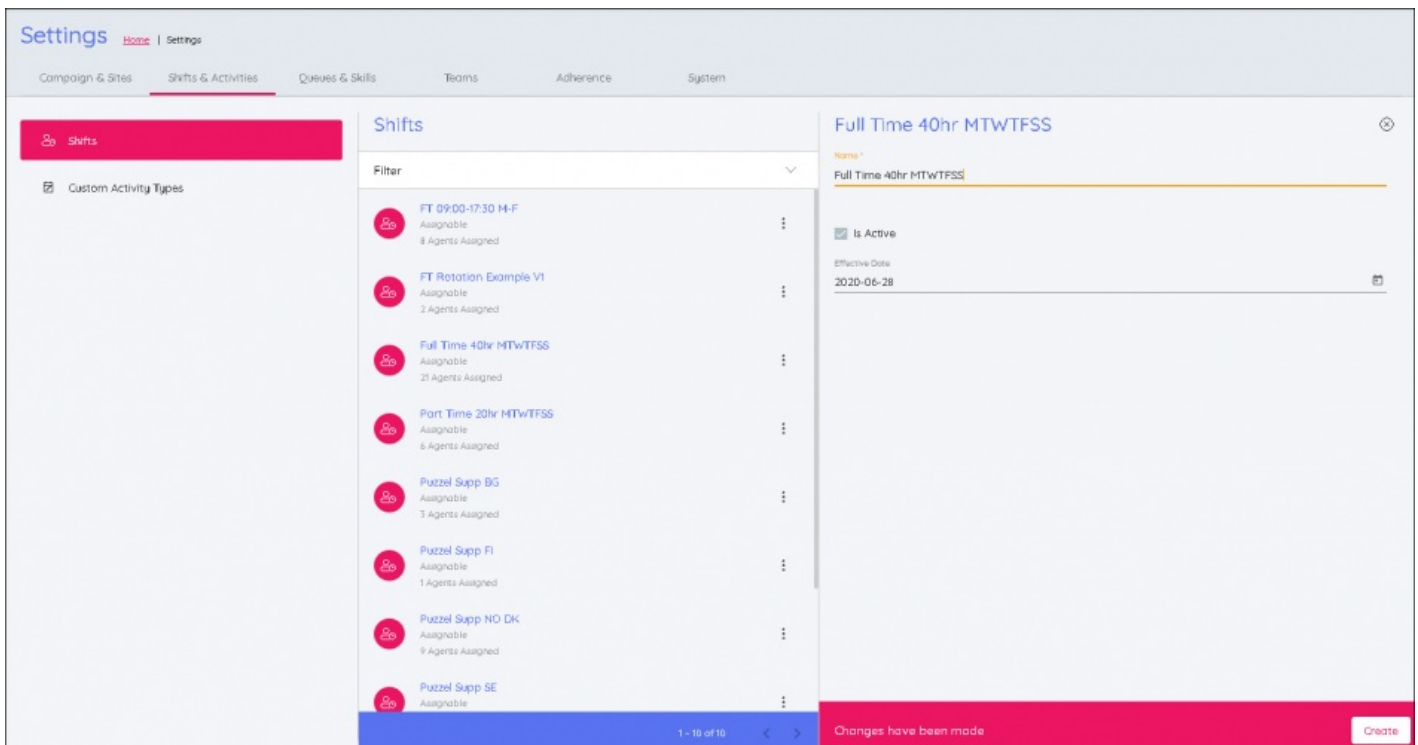 Settings Home | Settings
Campaign & Sites Shifts & Activities Queues & Skills Teams Adherence System
Shifts
Custom Activity Types
Shifts
Filter
FT 09:00-17:30 M-F
Assignable
8 Agents Assigned
FT Rotation Example V1
Assignable
2 Agents Assigned
Full Time 40hr MTWTFSS
Assignable
21 Agents Assigned
Part Time 20hr MTWTFSS
Assignable
6 Agents Assigned
Puzzel Supp BG
Assignable
3 Agents Assigned
Puzzel Supp FI
Assignable
1 Agents Assigned
Puzzel Supp NO DK
Assignable
9 Agents Assigned
Puzzel Supp SE
Assignable
1 - 10 of 10
Full Time 40hr MTWTFSS
Name *
Full Time 40hr MTWTFSS
Is Active
Effective Date
2020-06-28
Changes have been made
Create